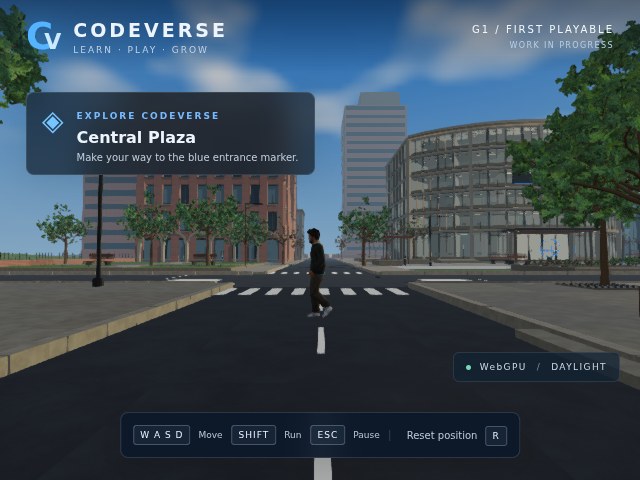 CV CODEVERSE
LEARN · PLAY · GROW
G1 / FIRST PLAYABLE
WORK IN PROGRESS
EXPLORE CODEVERSE
Central Plaza
Make your way to the blue entrance marker.
WebGPU / DAYLIGHT
W A S D Move SHIFT Run ESC Pause | Reset position R